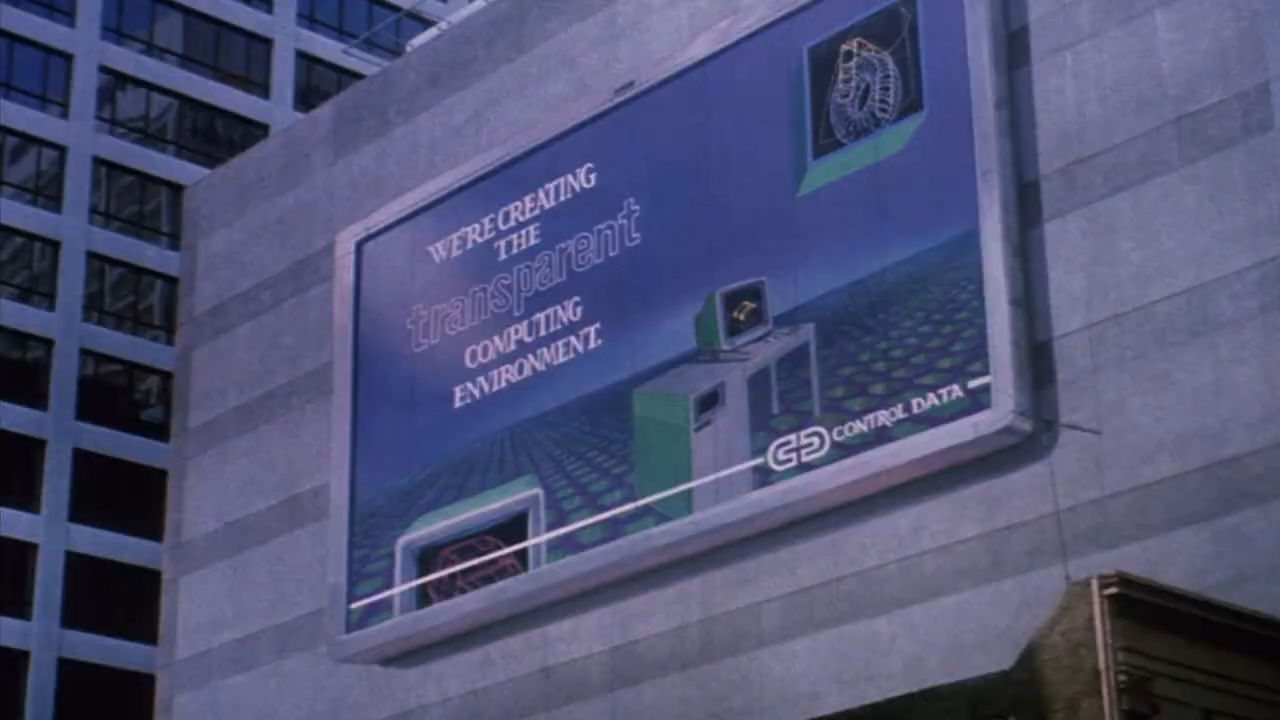 WE'RE CREATING
THE
transparent
COMPUTING
ENVIRONMENT.
CONTROL DATA